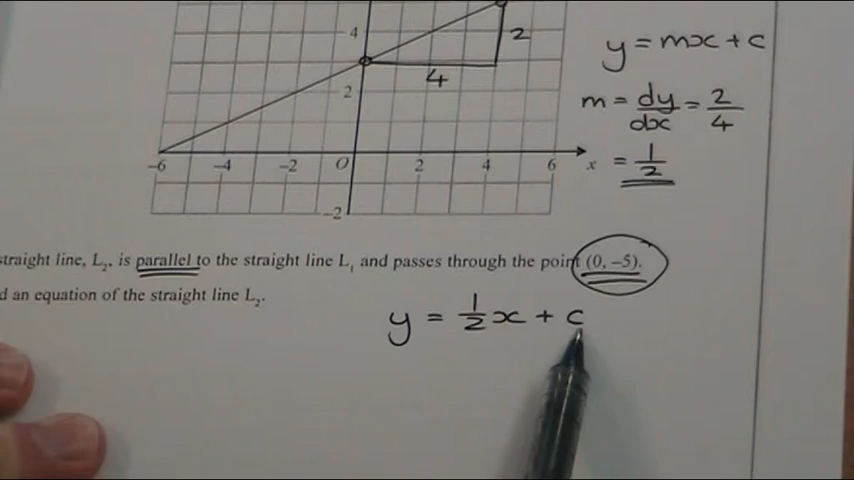 4
2
y = mx + c
2
4
m = dy/dx = 2/4
-6 -4 -2 O 2 4 6 x
= 1/2
-2
straight line, L₂, is parallel to the straight line L₁ and passes through the point (0, –5).
d an equation of the straight line L₂.
y = 1/2 x + c